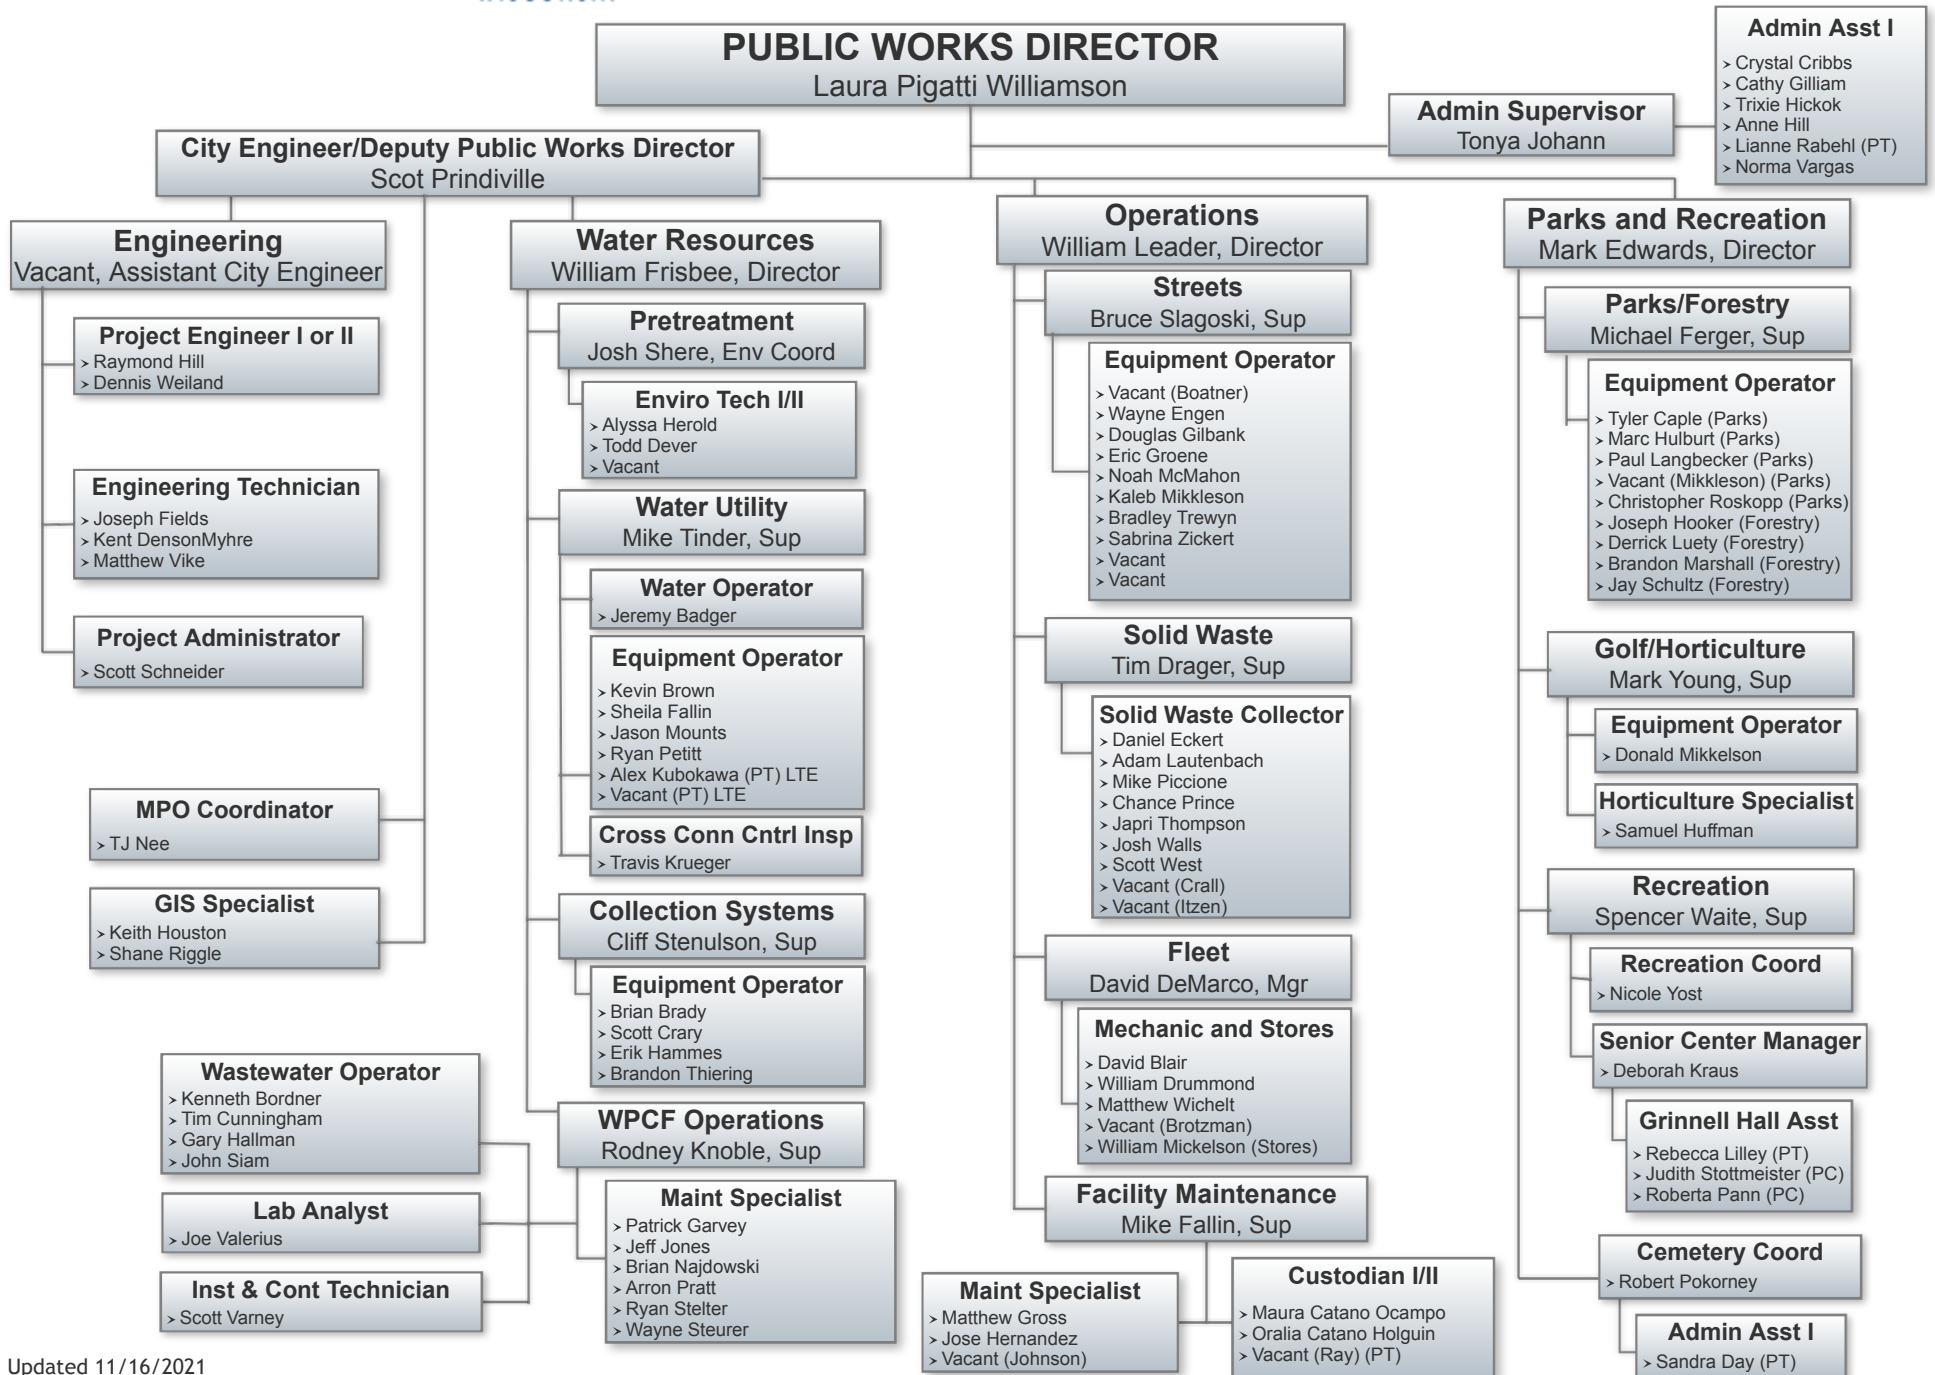 PUBLIC WORKS DIRECTOR
Laura Pigatti Williamson
Admin Asst I
> Crystal Cribbs
> Cathy Gilliam
> Trixie Hickok
> Anne Hill
> Lianne Rabehl (PT)
> Norma Vargas
Admin Supervisor
Tonya Johann
City Engineer/Deputy Public Works Director
Scot Prindiville
Engineering
Vacant, Assistant City Engineer
Project Engineer I or II
> Raymond Hill
> Dennis Weiland
Engineering Technician
> Joseph Fields
> Kent DensonMyhre
> Matthew Vike
Project Administrator
> Scott Schneider
MPO Coordinator
> TJ Nee
GIS Specialist
> Keith Houston
> Shane Riggle
Water Resources
William Frisbee, Director
Pretreatment
Josh Shere, Env Coord
Enviro Tech I/II
> Alyssa Herold
> Todd Dever
> Vacant
Water Utility
Mike Tinder, Sup
Water Operator
> Jeremy Badger
Equipment Operator
> Kevin Brown
> Sheila Fallin
> Jason Mounts
> Ryan Petitt
> Alex Kubokawa (PT) LTE
> Vacant (PT) LTE
Cross Conn Cntrl Insp
> Travis Krueger
Collection Systems
Cliff Stenulson, Sup
Equipment Operator
> Brian Brady
> Scott Crary
> Erik Hammes
> Brandon Thiering
WPCF Operations
Rodney Knoble, Sup
Wastewater Operator
> Kenneth Bordner
> Tim Cunningham
> Gary Hallman
> John Siam
Lab Analyst
> Joe Valerius
Inst & Cont Technician
> Scott Varney
Maint Specialist
> Patrick Garvey
> Jeff Jones
> Brian Najdowski
> Arron Pratt
> Ryan Stelter
> Wayne Steurer
Operations
William Leader, Director
Streets
Bruce Slagoski, Sup
Equipment Operator
> Vacant (Boatner)
> Wayne Engen
> Douglas Gilbank
> Eric Groene
> Noah McMahon
> Kaleb Mikkleson
> Bradley Trewyn
> Sabrina Zickert
> Vacant
> Vacant
Solid Waste
Tim Drager, Sup
Solid Waste Collector
> Daniel Eckert
> Adam Lautenbach
> Mike Piccione
> Chance Prince
> Japri Thompson
> Josh Walls
> Scott West
> Vacant (Crall)
> Vacant (Itzen)
Fleet
David DeMarco, Mgr
Mechanic and Stores
> David Blair
> William Drummond
> Matthew Wichelt
> Vacant (Brotzman)
> William Mickelson (Stores)
Facility Maintenance
Mike Fallin, Sup
Maint Specialist
> Matthew Gross
> Jose Hernandez
> Vacant (Johnson)
Custodian I/II
> Maura Catano Ocampo
> Oralia Catano Holguin
> Vacant (Ray) (PT)
Parks and Recreation
Mark Edwards, Director
Parks/Forestry
Michael Ferger, Sup
Equipment Operator
> Tyler Caple (Parks)
> Marc Hulburt (Parks)
> Paul Langbecker (Parks)
> Vacant (Mikkleson) (Parks)
> Christopher Roskopp (Parks)
> Joseph Hooker (Forestry)
> Derrick Luety (Forestry)
> Brandon Marshall (Forestry)
> Jay Schultz (Forestry)
Golf/Horticulture
Mark Young, Sup
Equipment Operator
> Donald Mikkelson
Horticulture Specialist
> Samuel Huffman
Recreation
Spencer Waite, Sup
Recreation Coord
> Nicole Yost
Senior Center Manager
> Deborah Kraus
Grinnell Hall Asst
> Rebecca Lilley (PT)
> Judith Stottmeister (PC)
> Roberta Pann (PC)
Cemetery Coord
> Robert Pokorney
Admin Asst I
> Sandra Day (PT)
Updated 11/16/2021